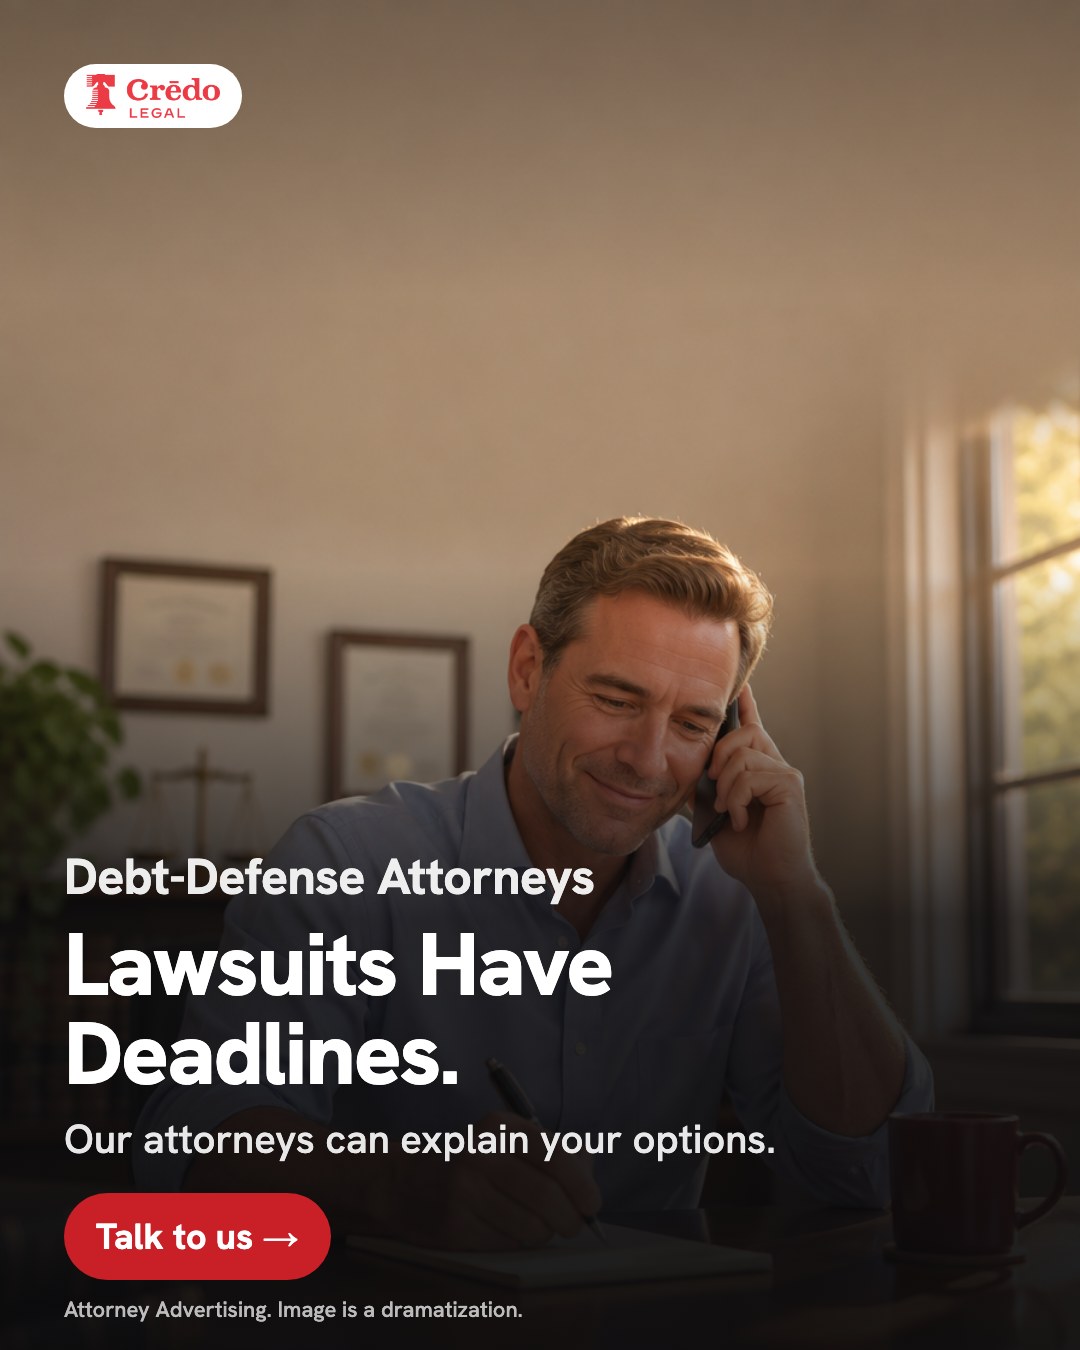 Crēdo
LEGAL
Debt-Defense Attorneys
Lawsuits Have
Deadlines.
Our attorneys can explain your options.
Talk to us →
Attorney Advertising. Image is a dramatization.